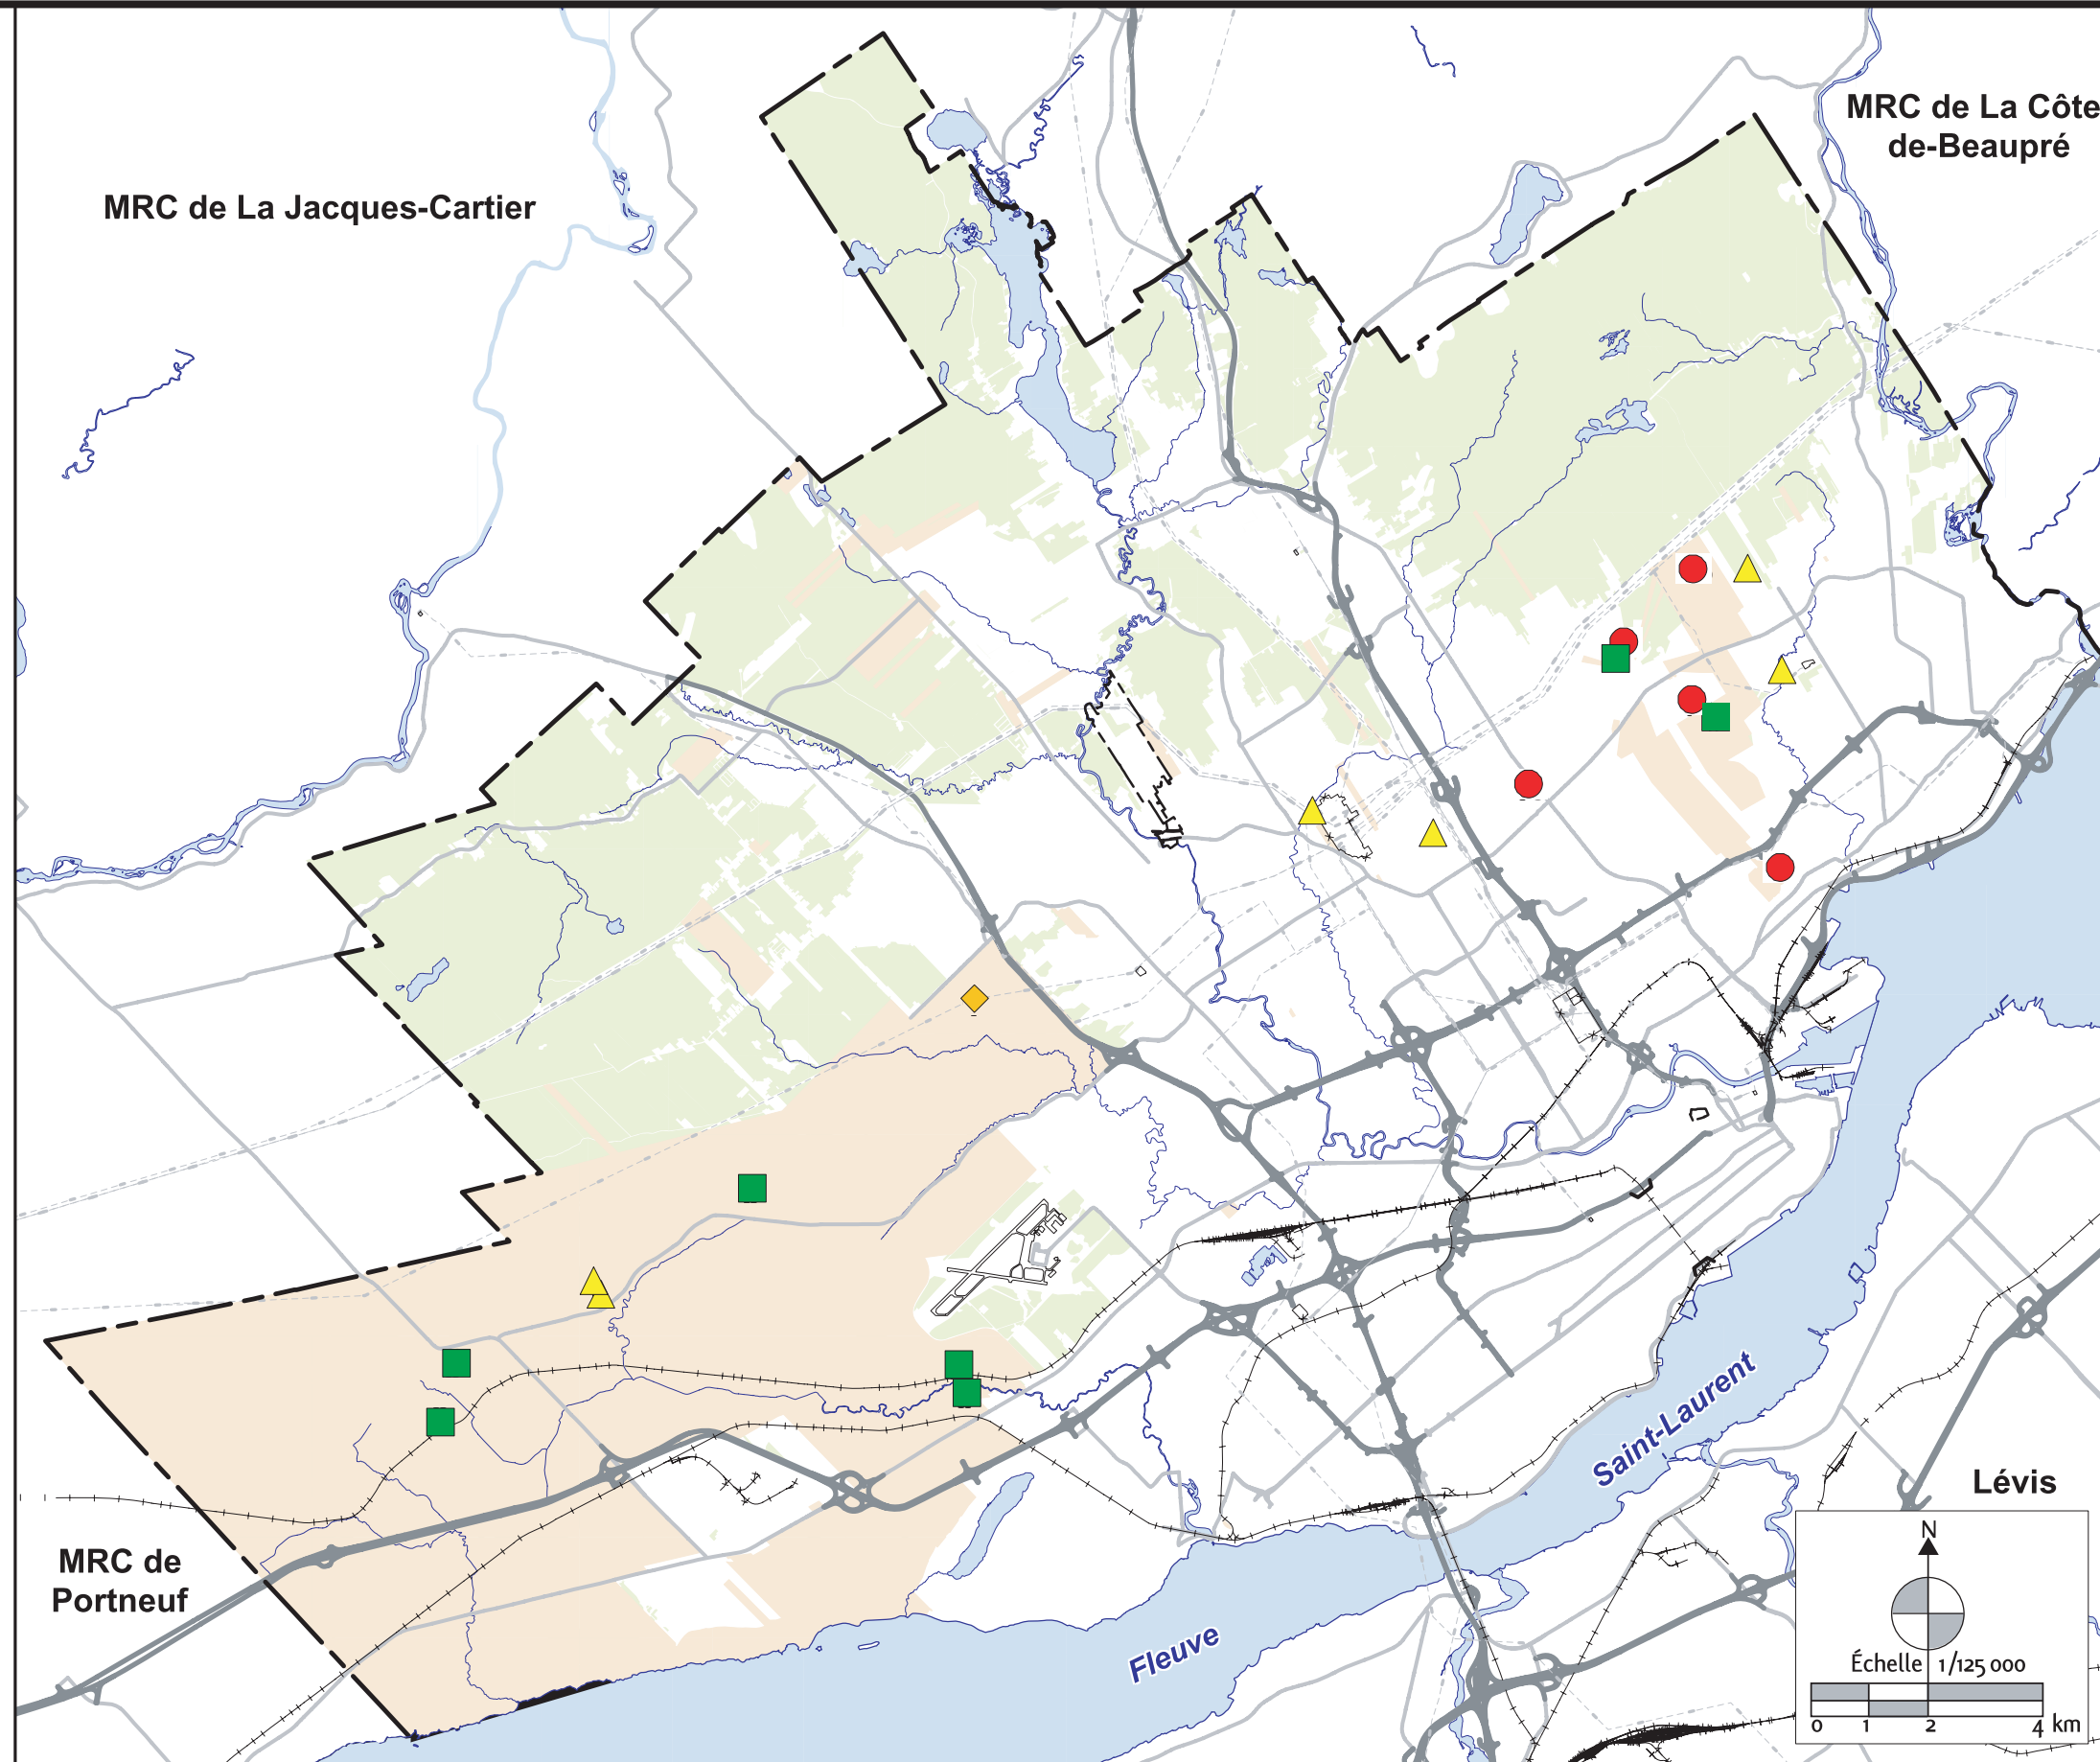 MRC de La Côte
de-Beaupré
MRC de La Jacques-Cartier
Saint-Laurent
Fleuve
Lévis
MRC de
Portneuf
N
Échelle 1/125 000
0 1 2 4 km